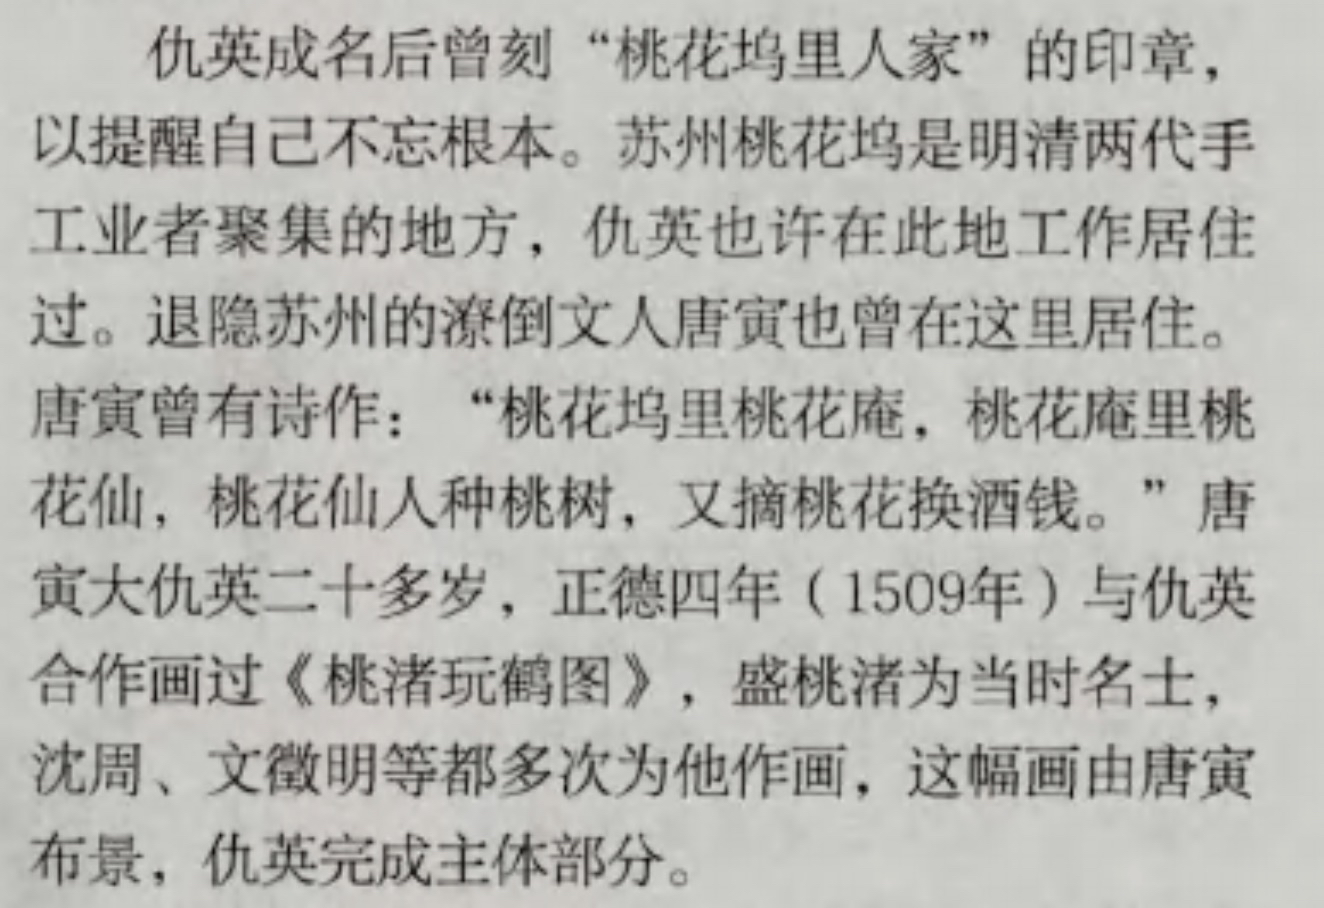 仇英成名后曾刻“桃花坞里人家”的印章，
以提醒自己不忘根本。苏州桃花坞是明清两代手
工业者聚集的地方，仇英也许在此地工作居住
过。退隐苏州的潦倒文人唐寅也曾在这里居住。
唐寅曾有诗作：“桃花坞里桃花庵，桃花庵里桃
花仙，桃花仙人种桃树，又摘桃花换酒钱。”唐
寅大仇英二十多岁，正德四年（1509年）与仇英
合作画过《桃渚玩鹤图》，盛桃渚为当时名士，
沈周、文徵明等都多次为他作画，这幅画由唐寅
布景，仇英完成主体部分。